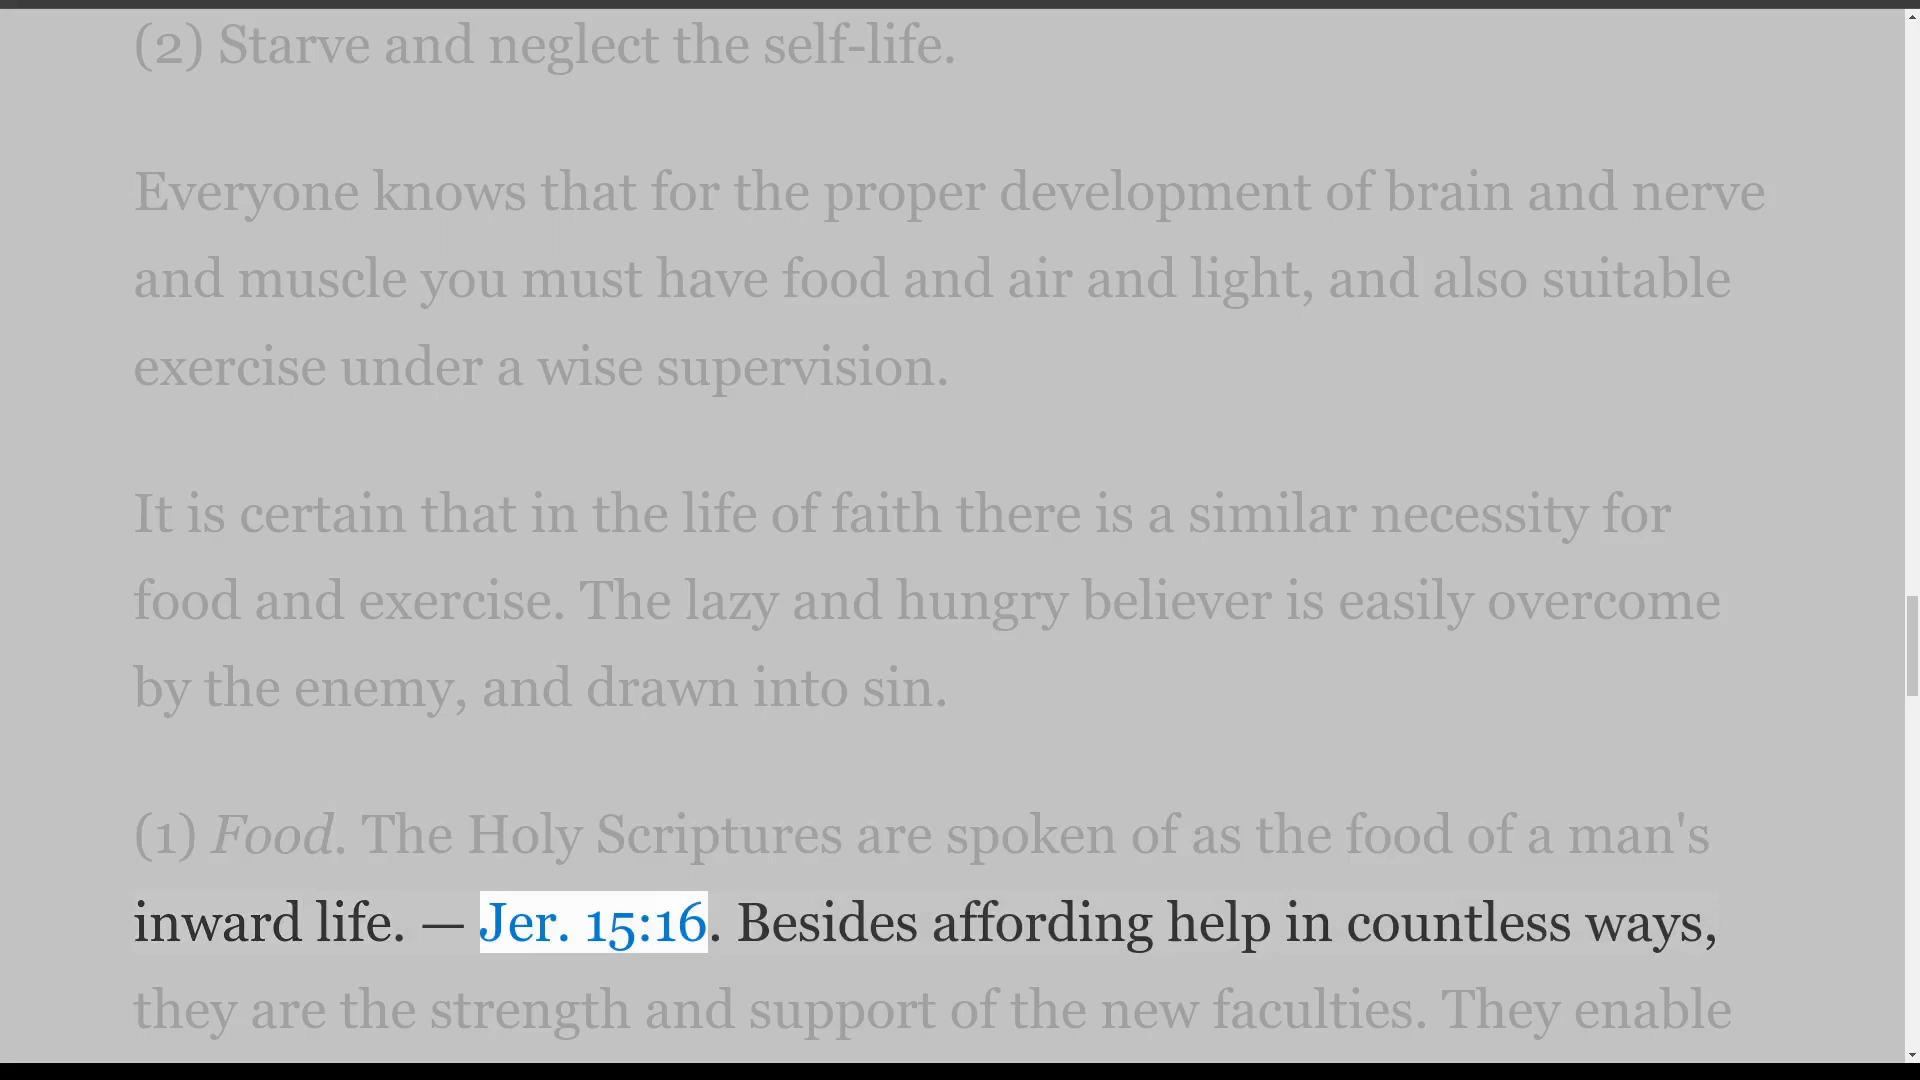 (2) Starve and neglect the self-life.
Everyone knows that for the proper development of brain and nerve
and muscle you must have food and air and light, and also suitable
exercise under a wise supervision.
It is certain that in the life of faith there is a similar necessity for
food and exercise. The lazy and hungry believer is easily overcome
by the enemy, and drawn into sin.
(1) Food. The Holy Scriptures are spoken of as the food of a man's
inward life. — Jer. 15:16. Besides affording help in countless ways,
they are the strength and support of the new faculties. They enable